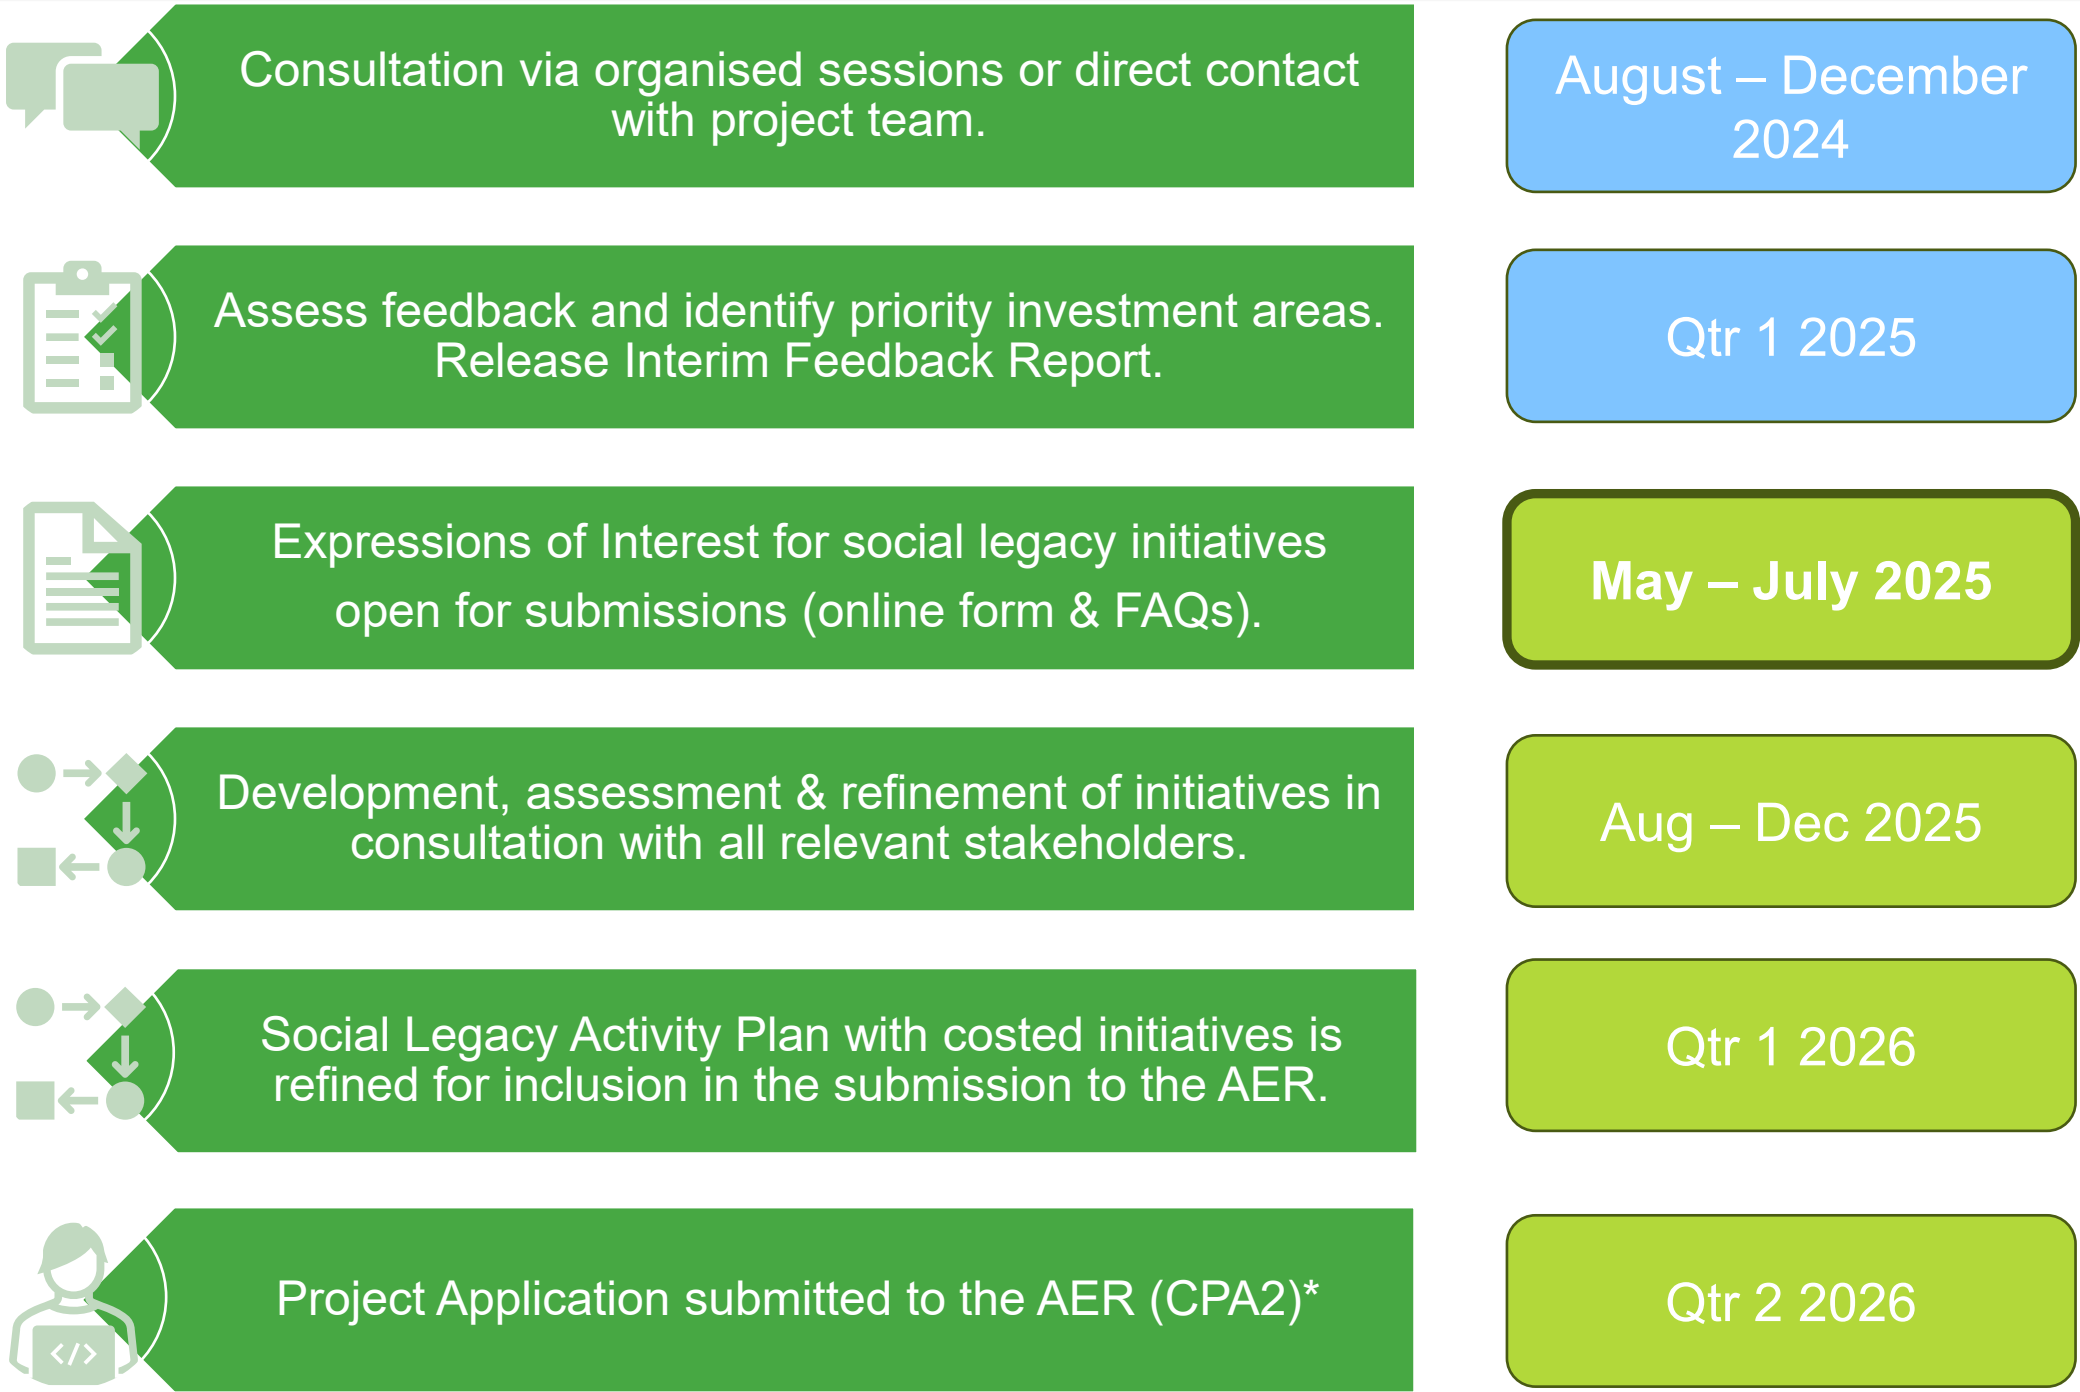 Consultation via organised sessions or direct contact
with project team.
August – December
2024
Assess feedback and identify priority investment areas.
Release Interim Feedback Report.
Qtr 1 2025
Expressions of Interest for social legacy initiatives
open for submissions (online form & FAQs).
May – July 2025
Development, assessment & refinement of initiatives in
consultation with all relevant stakeholders.
Aug – Dec 2025
Social Legacy Activity Plan with costed initiatives is
refined for inclusion in the submission to the AER.
Qtr 1 2026
Project Application submitted to the AER (CPA2)*
Qtr 2 2026